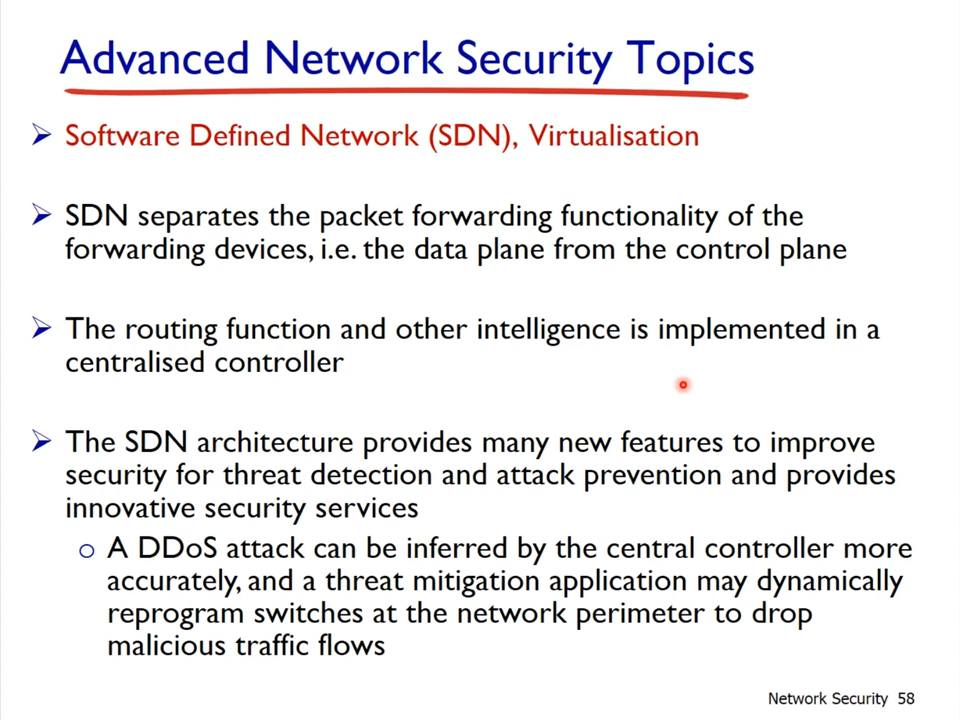 Advanced Network Security Topics
Software Defined Network (SDN), Virtualisation
SDN separates the packet forwarding functionality of the
forwarding devices, i.e. the data plane from the control plane
The routing function and other intelligence is implemented in a
centralised controller
The SDN architecture provides many new features to improve
security for threat detection and attack prevention and provides
innovative security services
A DDoS attack can be inferred by the central controller more
accurately, and a threat mitigation application may dynamically
reprogram switches at the network perimeter to drop
malicious traffic flows
Network Security 58